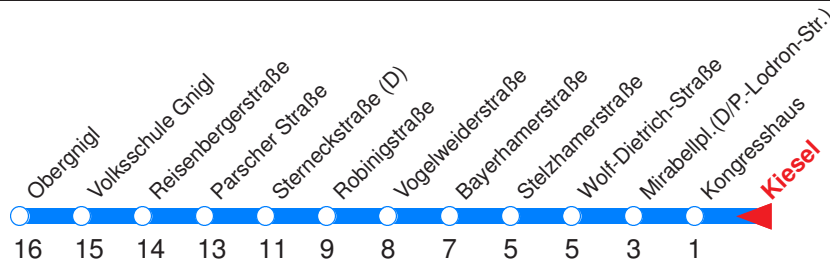 Obergnigl
Volksschule Gnigl
Reisenbergerstraße
Parscher Straße
Sterneckstraße (D)
Robinigstraße
Vogelweiderstraße
Bayerhamerstraße
Stelzhamerstraße
Wolf-Dietrich-Straße
Mirabellpl.(D/P.-Lodron-Str.)
Kongresshaus
Kiesel
16 15 14 13 11 9 8 7 5 5 3 1